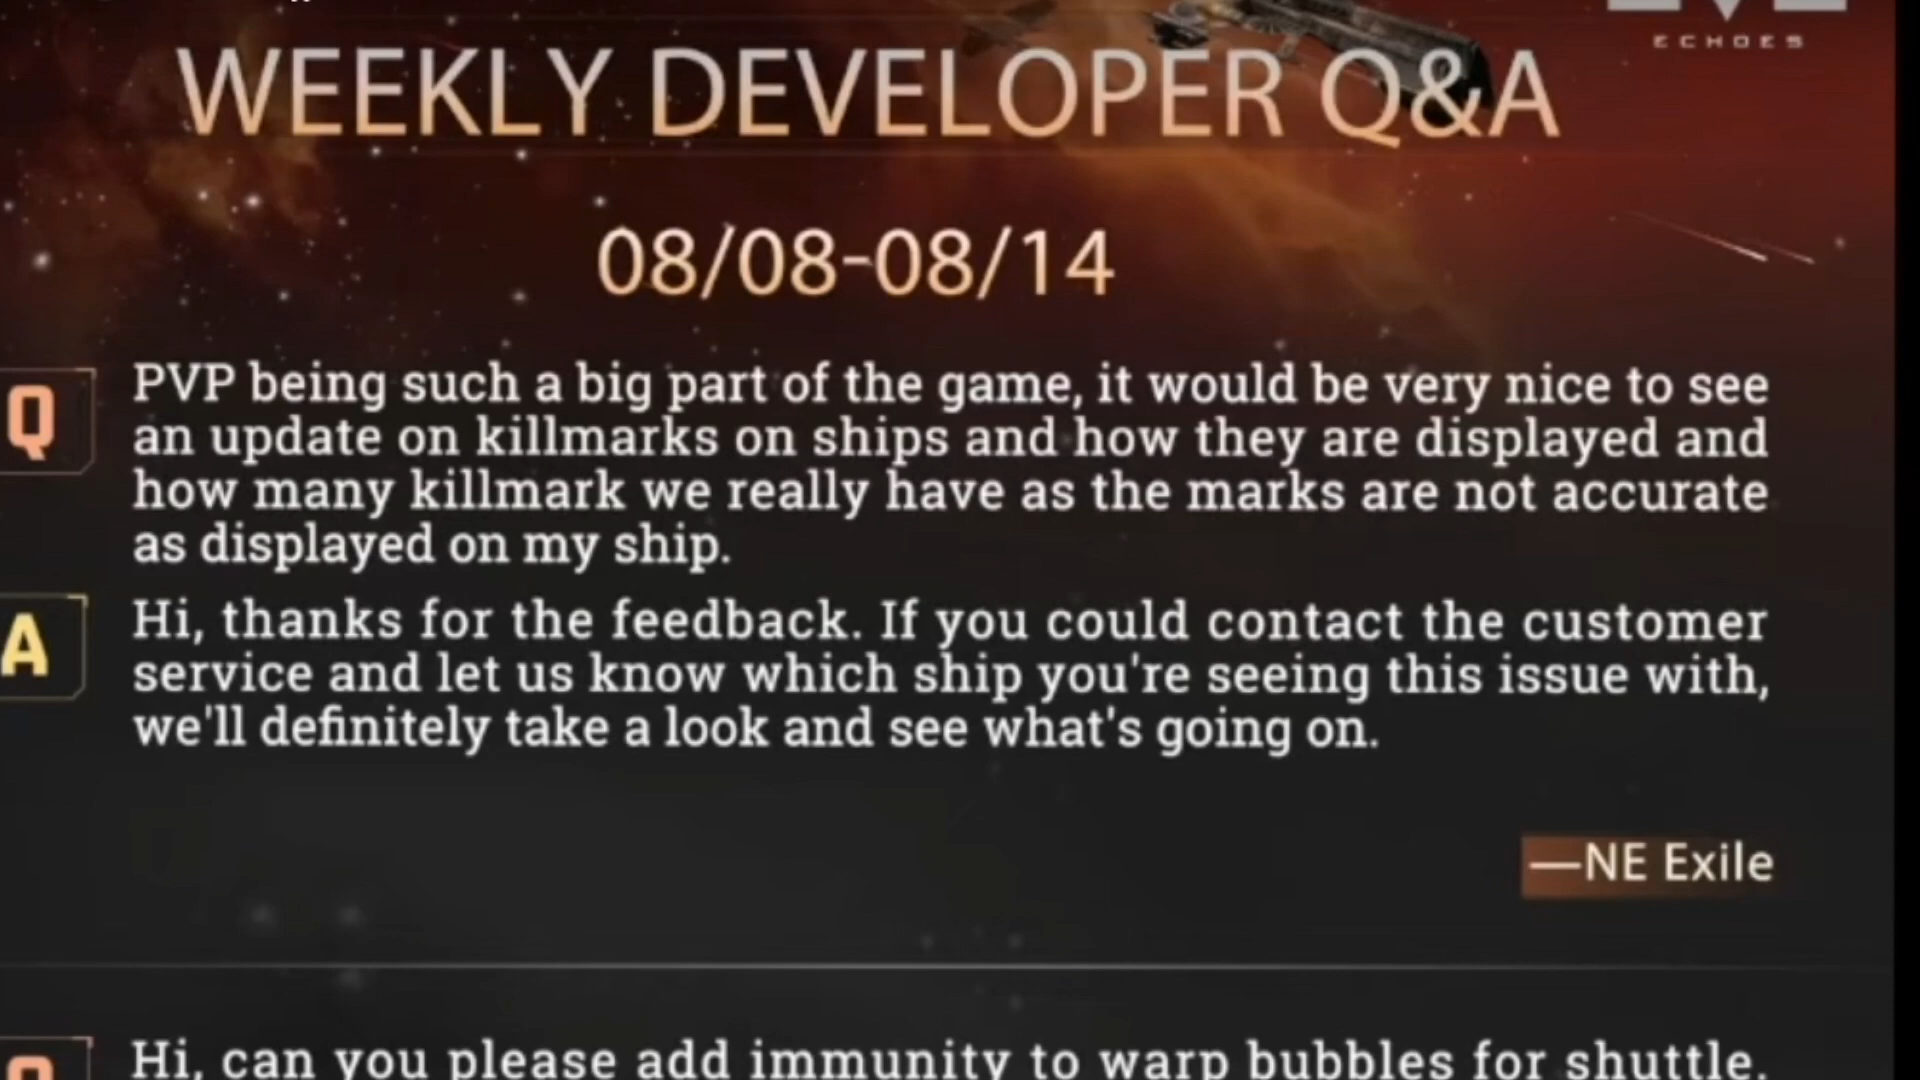 ECHOES
WEEKLY DEVELOPER Q&A
08/08-08/14
Q
PVP being such a big part of the game, it would be very nice to see
an update on killmarks on ships and how they are displayed and
how many killmark we really have as the marks are not accurate
as displayed on my ship.
A
Hi, thanks for the feedback. If you could contact the customer
service and let us know which ship you're seeing this issue with,
we'll definitely take a look and see what's going on.
—NE Exile
Q
Hi, can you please add immunity to warp bubbles for shuttle.